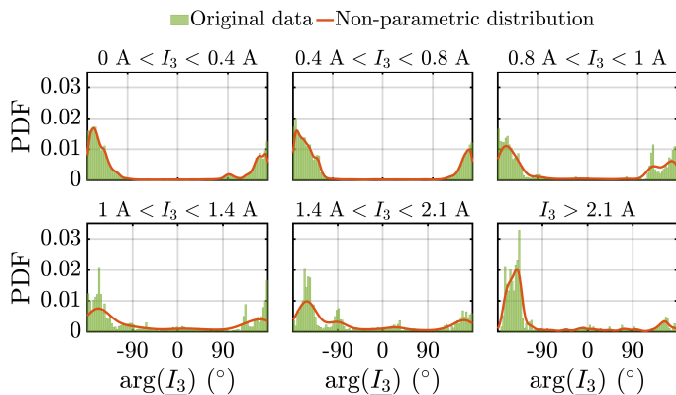 Original data Non-parametric distribution
0 A < I₃ < 0.4 A 0.4 A < I₃ < 0.8 A 0.8 A < I₃ < 1 A
0.03
0.02
0.01
0
PDF
1 A < I₃ < 1.4 A 1.4 A < I₃ < 2.1 A I₃ > 2.1 A
0.03
0.02
0.01
0
PDF
-90 0 90 -90 0 90 -90 0 90
arg(I₃) (°) arg(I₃) (°) arg(I₃) (°)